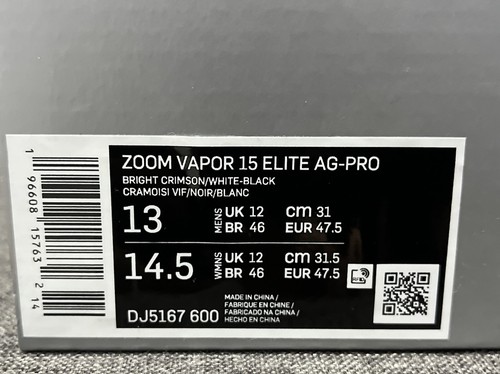 ZOOM VAPOR 15 ELITE AG-PRO
BRIGHT CRIMSON/WHITE-BLACK
CRAMOISI VIF/NOIR/BLANC
13 MENS UK 12 CM 31
BR 46 EUR 47.5
14.5 WMNS UK 12 CM 31.5
BR 46 EUR 47.5
MADE IN CHINA/
FABRIQUE EN CHINE/
FABRICADO NA CHINA/
HECHO EN CHINA
DJ5167 600
1 96608 15763 2 14